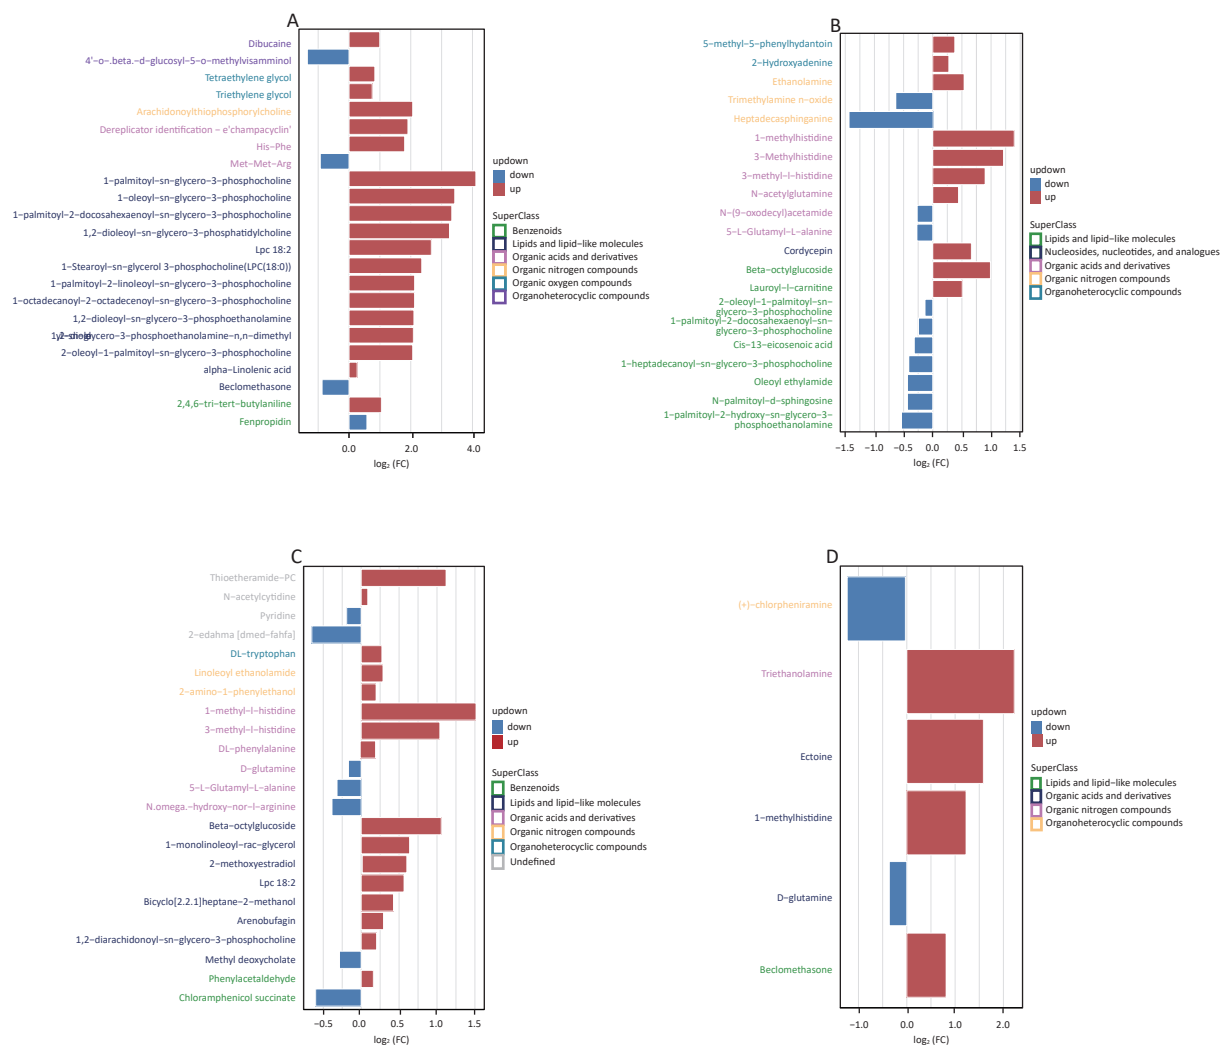 A
Dibucaine
4'−o−.beta.−d−glucosyl−5−o−methylvisamminol
Tetraethylene glycol
Triethylene glycol
Arachidonoylthiophosphorylcholine
Dereplicator identification − e'champacyclin'
His−Phe
Met−Met−Arg
1−palmitoyl−sn−glycero−3−phosphocholine
1−oleoyl−sn−glycero−3−phosphocholine
1−palmitoyl−2−docosahexaenoyl−sn−glycero−3−phosphocholine
1,2−dioleoyl−sn−glycero−3−phosphatidylcholine
Lpc 18:2
1−Stearoyl−sn−glycerol 3−phosphocholine(LPC(18:0))
1−palmitoyl−2−linoleoyl−sn−glycero−3−phosphocholine
1−octadecanoyl−2−octadecenoyl−sn−glycero−3−phosphocholine
1,2−dioleoyl−sn−glycero−3−phosphoethanolamine
glycero−3−phosphoethanolamine−n,n−dimethyl
2−oleoyl−1−palmitoyl−sn−glycero−3−phosphocholine
alpha−Linolenic acid
Beclomethasone
2,4,6−tri−tert−butylaniline
Fenpropidin
0.0 2.0 4.0
log₂ (FC)
updown
down
up
SuperClass
Benzenoids
Lipids and lipid−like molecules
Organic acids and derivatives
Organic nitrogen compounds
Organic oxygen compounds
Organoheterocyclic compounds
B
5−methyl−5−phenylhydantoin
2−Hydroxyadenine
Ethanolamine
Trimethylamine n−oxide
Heptadecasphinganine
1−methylhistidine
3−Methylhistidine
3−methyl−l−histidine
N−acetylglutamine
N−(9−oxodecyl)acetamide
5−L−Glutamyl−L−alanine
Cordycepin
Beta−octylglucoside
Lauroyl−l−carnitine
2−oleoyl−1−palmitoyl−sn−
glycero−3−phosphocholine
1−palmitoyl−2−docosahexaenoyl−sn−
glycero−3−phosphocholine
Cis−13−eicosenoic acid
1−heptadecanoyl−sn−glycero−3−phosphocholine
Oleoyl ethylamide
N−palmitoyl−d−sphingosine
1−palmitoyl−2−hydroxy−sn−glycero−3−
phosphoethanolamine
−1.5 −1.0 −0.5 0.0 0.5 1.0 1.5
log₂ (FC)
updown
down
up
SuperClass
Lipids and lipid−like molecules
Nucleosides, nucleotides, and analogues
Organic acids and derivatives
Organic nitrogen compounds
Organoheterocyclic compounds
C
Thioetheramide−PC
N−acetylcytidine
Pyridine
2−edahma [dmed−fahfa]
DL−tryptophan
Linoleoyl ethanolamide
2−amino−1−phenylethanol
1−methyl−l−histidine
3−methyl−l−histidine
DL−phenylalanine
D−glutamine
5−L−Glutamyl−L−alanine
N.omega.−hydroxy−nor−l−arginine
Beta−octylglucoside
1−monolinoleoyl−rac−glycerol
2−methoxyestradiol
Lpc 18:2
Bicyclo[2.2.1]heptane−2−methanol
Arenobufagin
1,2−diarachidonoyl−sn−glycero−3−phosphocholine
Methyl deoxycholate
Phenylacetaldehyde
Chloramphenicol succinate
−0.5 0.0 0.5 1.0 1.5
log₂ (FC)
updown
down
up
SuperClass
Benzenoids
Lipids and lipid−like molecules
Organic acids and derivatives
Organic nitrogen compounds
Organoheterocyclic compounds
Undefined
D
(+)−chlorpheniramine
Triethanolamine
Ectoine
1−methylhistidine
D−glutamine
Beclomethasone
−1.0 0.0 1.0 2.0
log₂ (FC)
updown
down
up
SuperClass
Lipids and lipid−like molecules
Organic acids and derivatives
Organic nitrogen compounds
Organoheterocyclic compounds